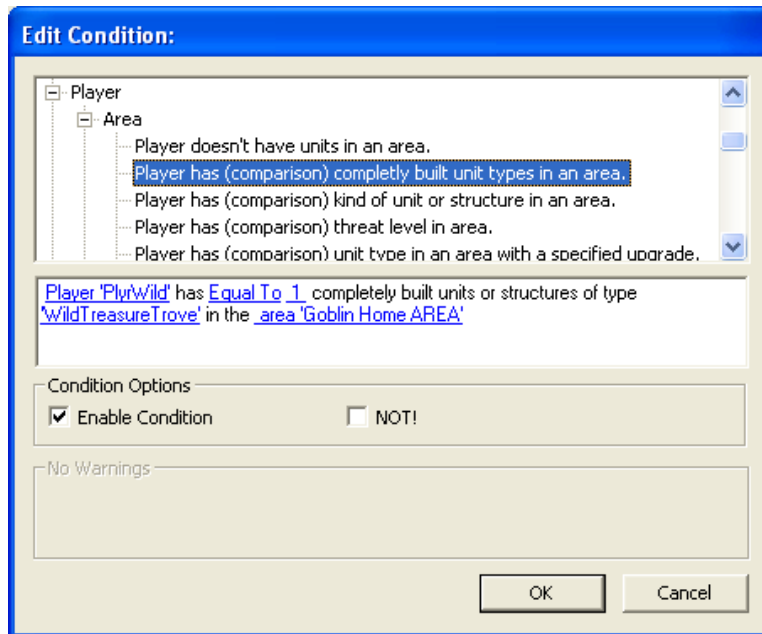 Edit Condition:
Player
Area
Player doesn't have units in an area.
Player has (comparison) completly built unit types in an area.
Player has (comparison) kind of unit or structure in an area.
Player has (comparison) threat level in area.
Player has (comparison) unit type in an area with a specified upgrade.
Player 'PlyrWild' has Equal To 1 completely built units or structures of type
'WildTreasureTrove' in the area 'Goblin Home AREA'
Condition Options
Enable Condition NOT!
No Warnings
OK Cancel